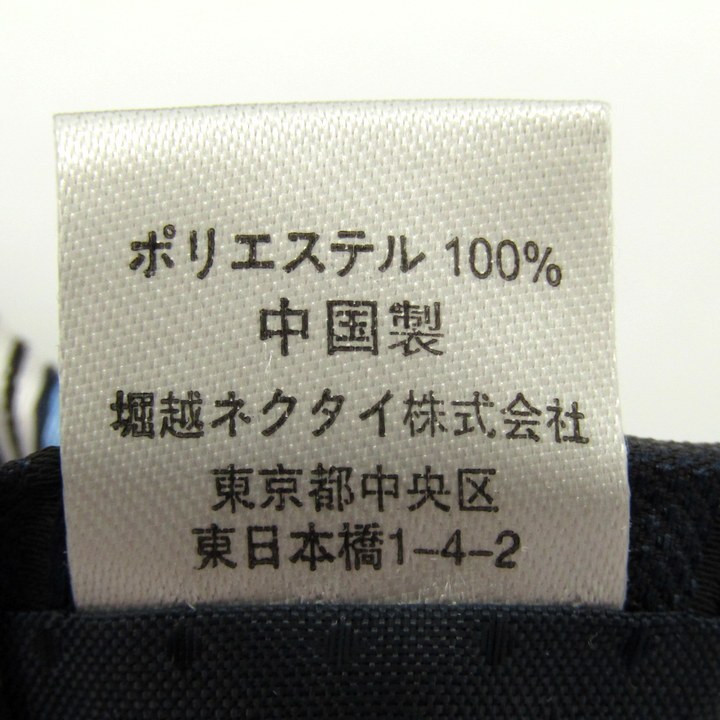 ポリエステル 100%
中国製
堀越ネクタイ株式会社
東京都中央区
東日本橋1-4-2